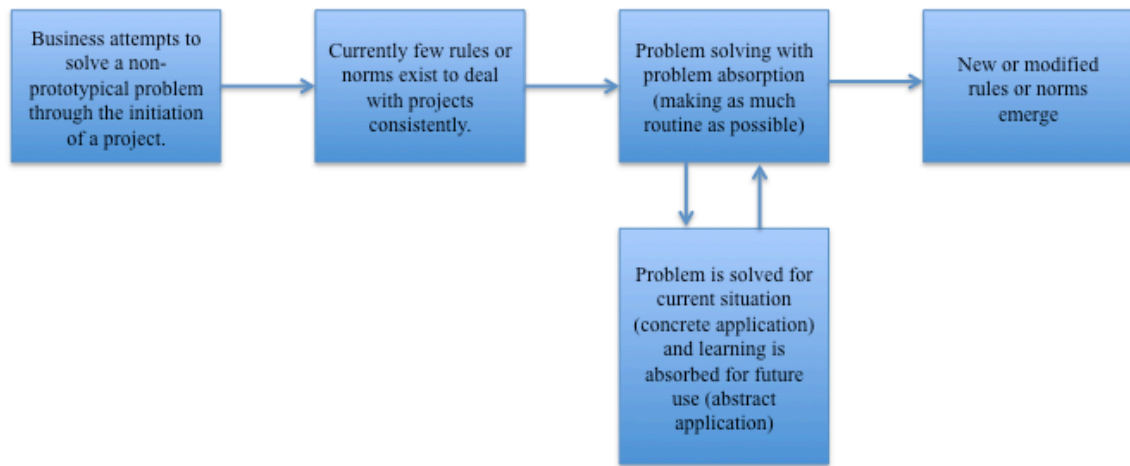 Business attempts to
solve a non-
prototypical problem
through the initiation
of a project.
Currently few rules or
norms exist to deal
with projects
consistently.
Problem solving with
problem absorption
(making as much
routine as possible)
New or modified
rules or norms
emerge
Problem is solved for
current situation
(concrete application)
and learning is
absorbed for future
use (abstract
application)